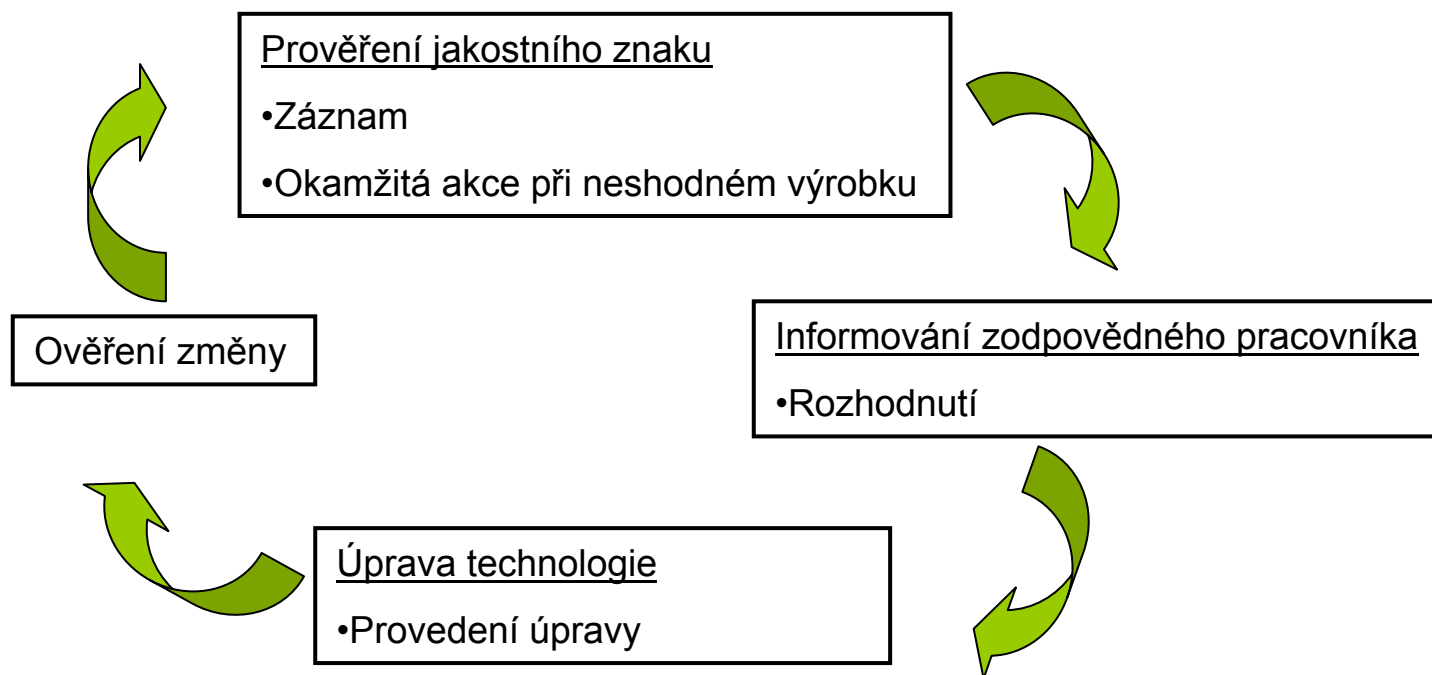 Prověření jakostního znaku
•Záznam
•Okamžitá akce při neshodném výrobku
Informování zodpovědného pracovníka
•Rozhodnutí
Úprava technologie
•Provedení úpravy
Ověření změny